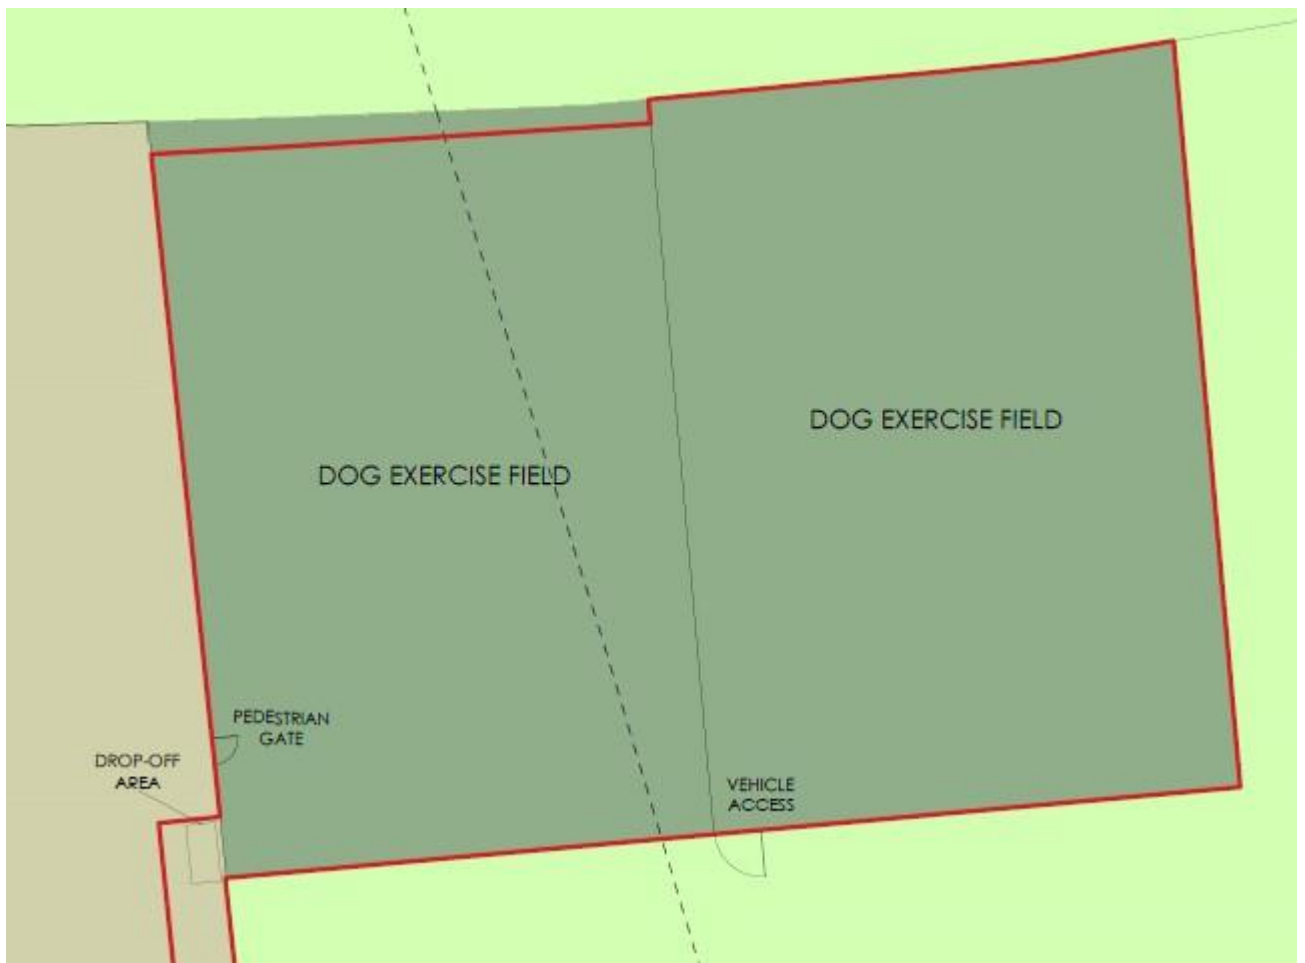 DOG EXERCISE FIELD
DOG EXERCISE FIELD
PEDESTRIAN
GATE
DROP-OFF
AREA
VEHICLE
ACCESS